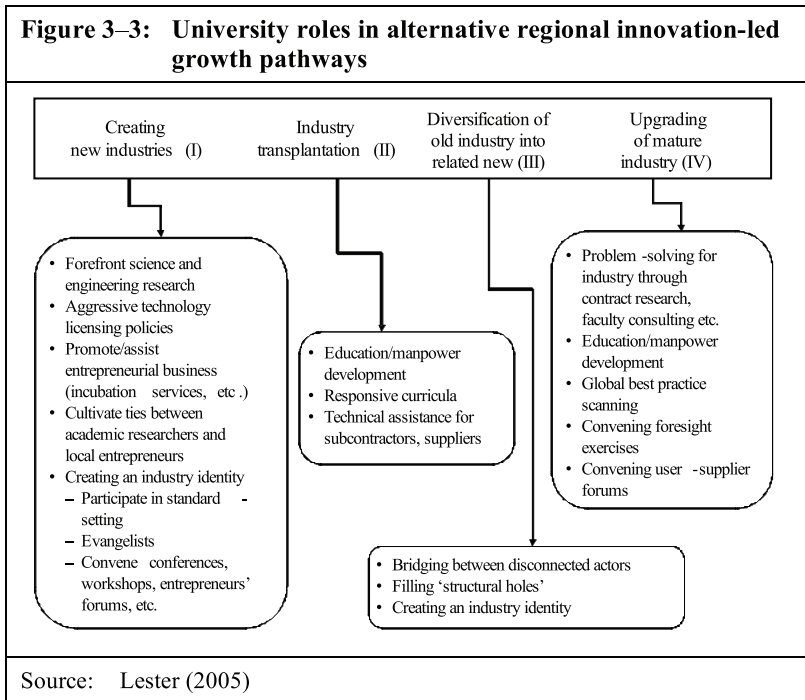 Figure 3–3: University roles in alternative regional innovation-led
growth pathways
Creating
new industries (I)
Industry
transplantation (II)
Diversification of
old industry into
related new (III)
Upgrading
of mature
industry (IV)
• Forefront science and
engineering research
• Aggressive technology
licensing policies
• Promote/assist
entrepreneurial business
(incubation services, etc .)
• Cultivate ties between
academic researchers and
local entrepreneurs
• Creating an industry identity
– Participate in standard -
setting
– Evangelists
– Convene conferences,
workshops, entrepreneurs’
forums, etc.
• Education/manpower
development
• Responsive curricula
• Technical assistance for
subcontractors, suppliers
• Bridging between disconnected actors
• Filling ‘structural holes’
• Creating an industry identity
• Problem -solving for
industry through
contract research,
faculty consulting etc.
• Education/manpower
development
• Global best practice
scanning
• Convening foresight
exercises
• Convening user -supplier
forums
Source: Lester (2005)